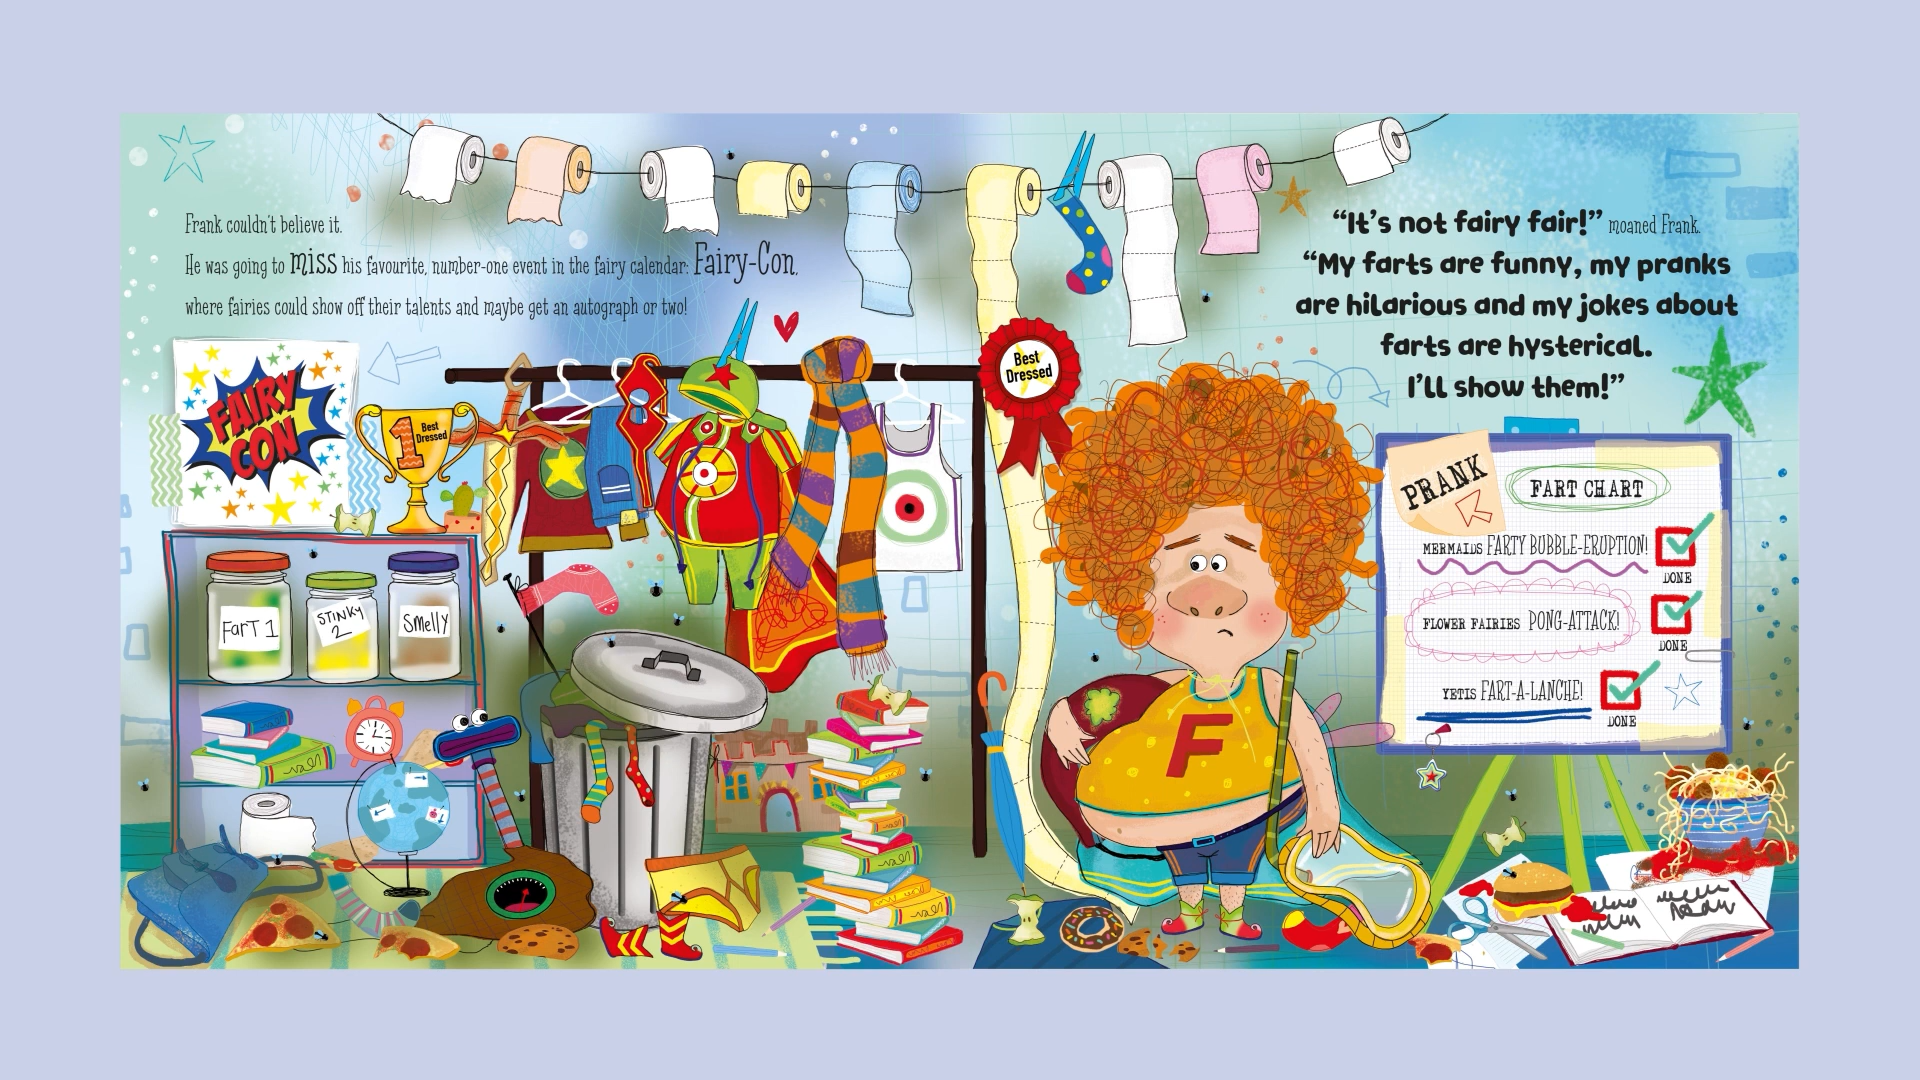 Frank couldn't believe it.
He was going to miss his favourite, number-one event in the fairy calendar: Fairy-Con,
where fairies could show off their talents and maybe get an autograph or two!
FAIRY
CON
1
Best
Dressed
FarT 1
STINKY
2
Smelly
Best
Dressed
F
“It’s not fairy fair!” moaned Frank.
“My farts are funny, my pranks
are hilarious and my jokes about
farts are hysterical.
I’ll show them!”
PRANK
FART CHART
MERMAIDS FARTY BUBBLE-ERUPTION!
DONE
FLOWER FAIRIES PONG-ATTACK!
DONE
YETIS FART-A-LANCHE!
DONE